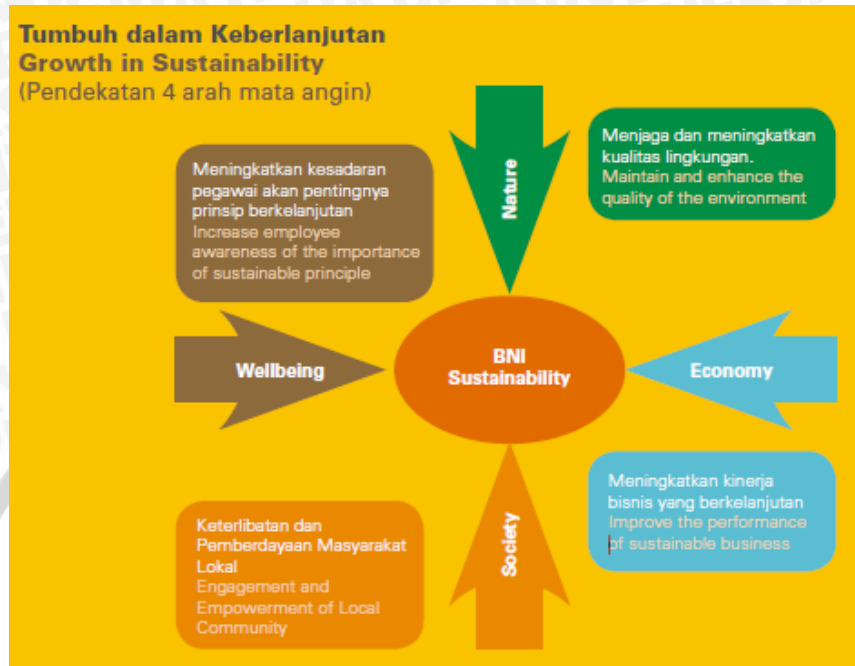 Tumbuh dalam Keberlanjutan
Growth in Sustainability
(Pendekatan 4 arah mata angin)
Meningkatkan kesadaran
pegawai akan pentingnya
prinsip berkelanjutan
Increase employee
awareness of the importance
of sustainable principle
Nature
Menjaga dan meningkatkan
kualitas lingkungan.
Maintain and enhance the
quality of the environment
Wellbeing
BNI
Sustainability
Economy
Keterlibatan dan
Pemberdayaan Masyarakat
Lokal
Engagement and
Empowerment of Local
Community
Society
Meningkatkan kinerja
bisnis yang berkelanjutan
Improve the performance
of sustainable business